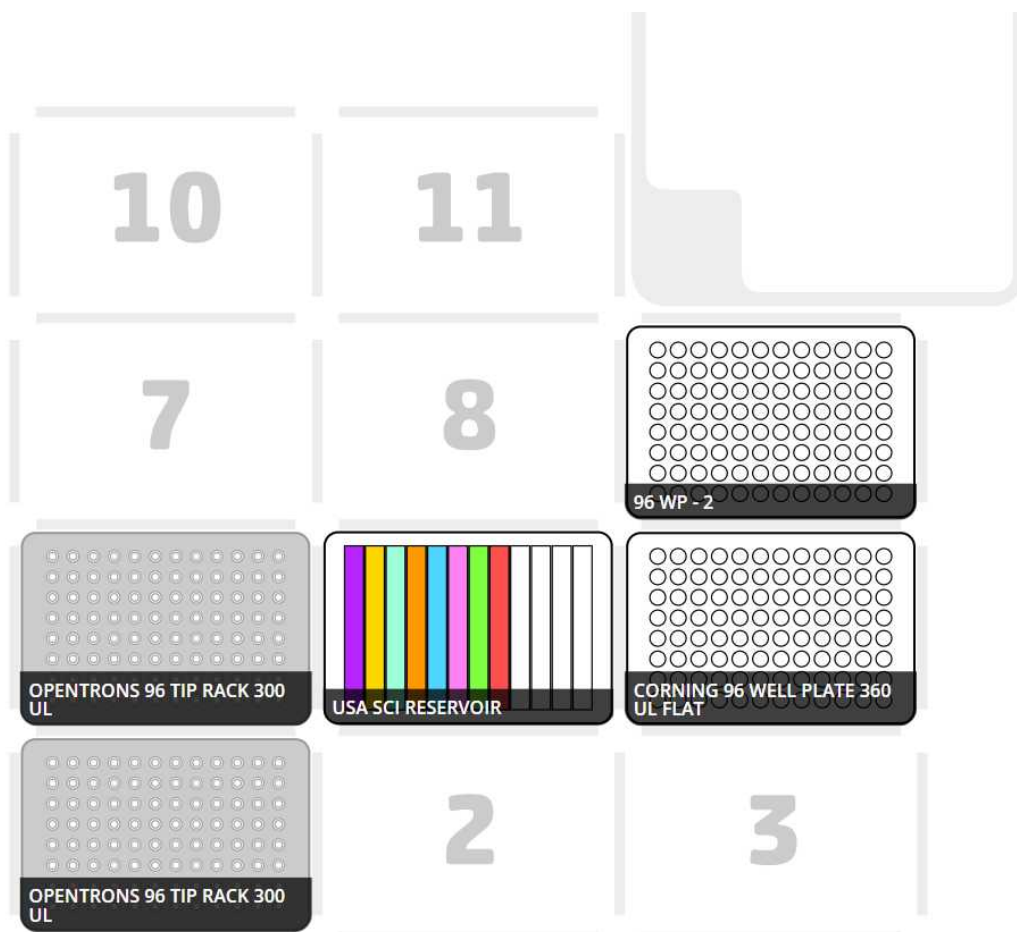 10
11
7
8
96 WP - 2
OPENTRONS 96 TIP RACK 300
UL
USA SCI RESERVOIR
CORNING 96 WELL PLATE 360
UL FLAT
OPENTRONS 96 TIP RACK 300
UL
2
3